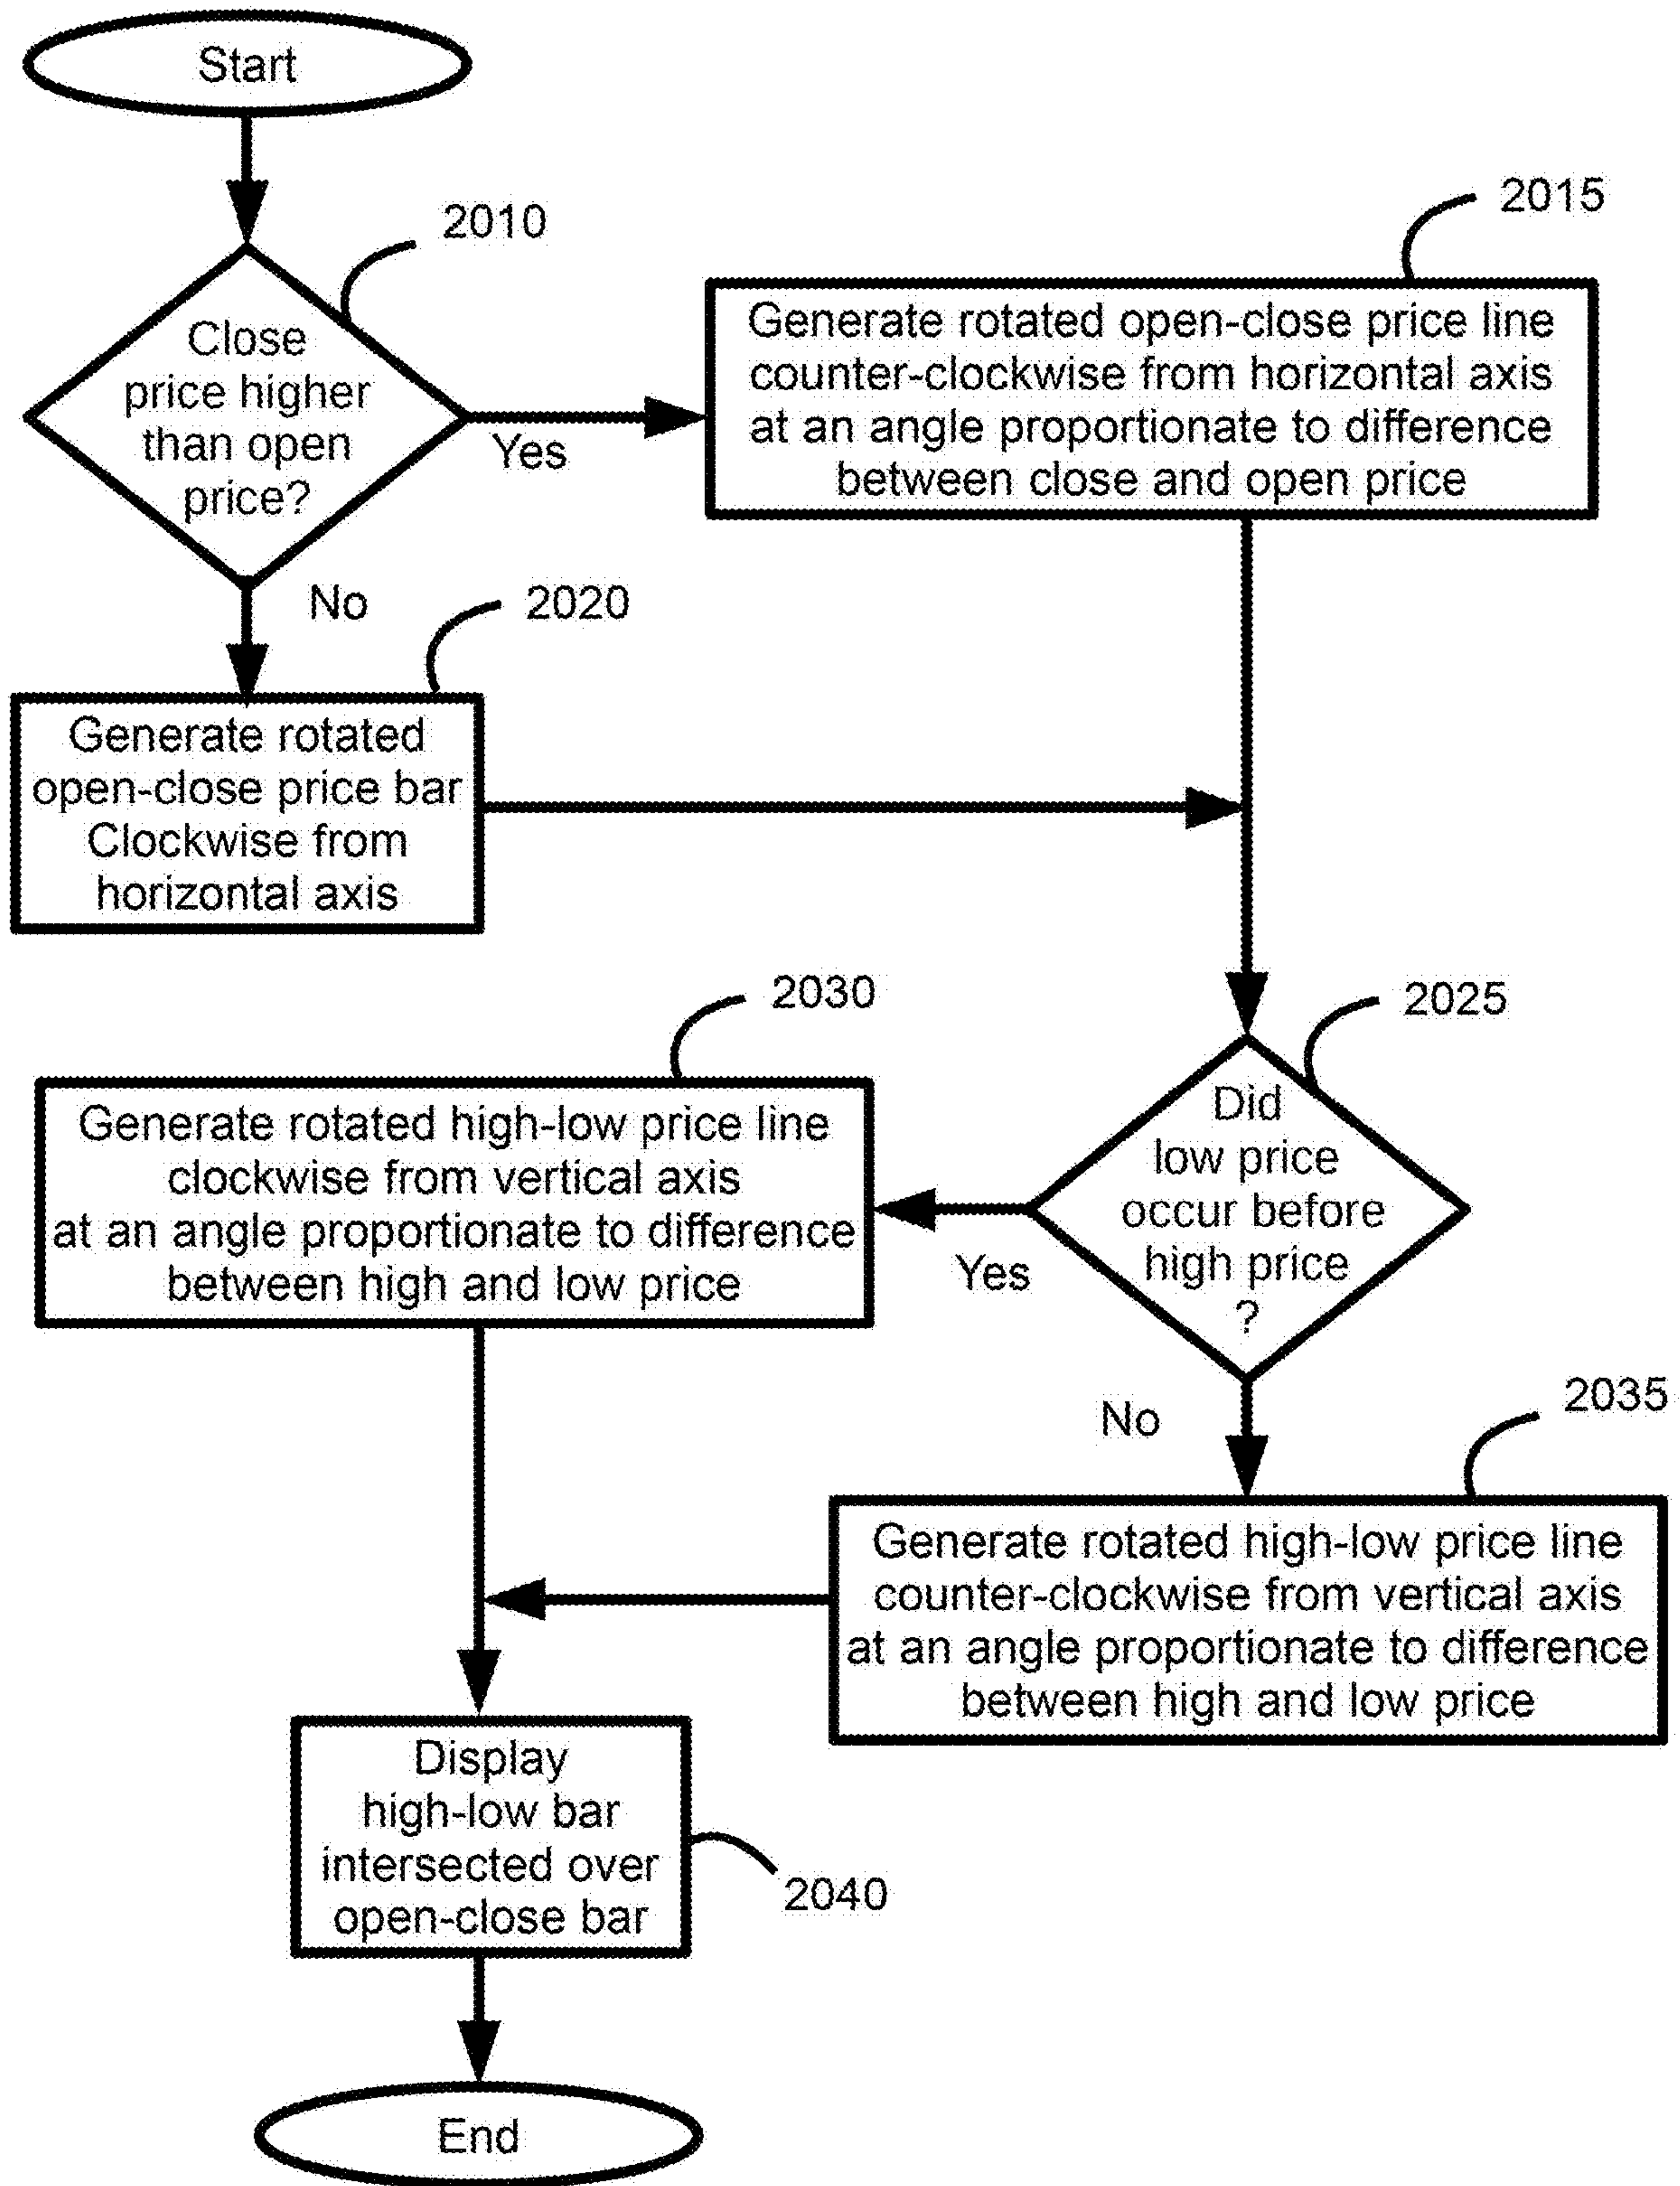 Start
2010
Close
price higher
than open
price?
Yes
2015
Generate rotated open-close price line
counter-clockwise from horizontal axis
at an angle proportionate to difference
between close and open price
No
2020
Generate rotated
open-close price bar
Clockwise from
horizontal axis
2025
Did
low price
occur before
high price
?
Yes
2030
Generate rotated high-low price line
clockwise from vertical axis
at an angle proportionate to difference
between high and low price
No
2035
Generate rotated high-low price line
counter-clockwise from vertical axis
at an angle proportionate to difference
between high and low price
Display
high-low bar
intersected over
open-close bar
2040
End